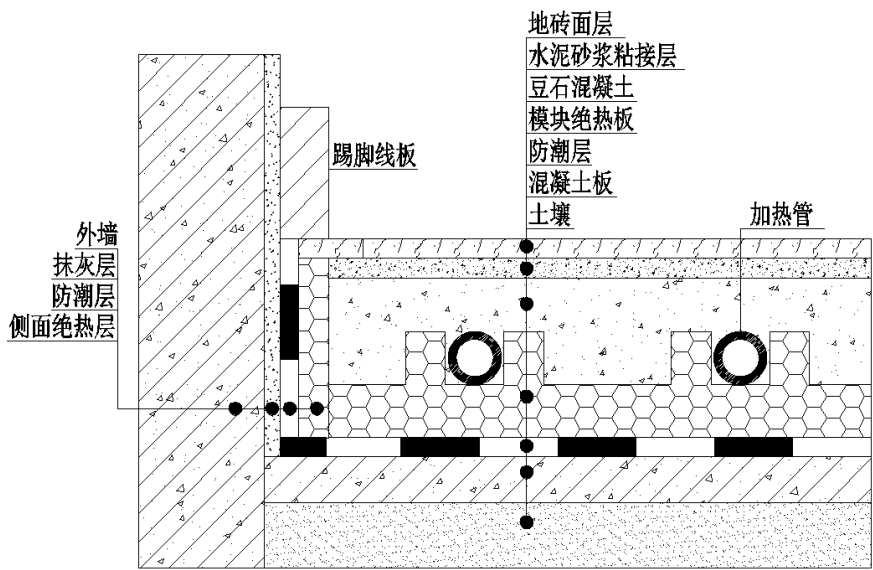 地砖面层
水泥砂浆粘接层
豆石混凝土
模块绝热板
防潮层
混凝土板
土壤
踢脚线板
加热管
外墙
抹灰层
防潮层
侧面绝热层